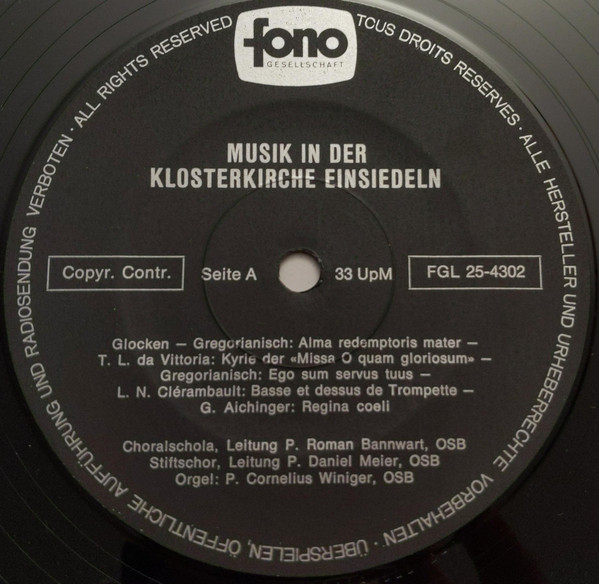 fono
GESELLSCHAFT
ALL RIGHTS RESERVED
TOUS DROITS RESERVES · ALLE HERSTELLER UND URHEBERRECHTE VORBEHALTEN · ÜBERSPIELEN, ÖFFENTLICHE AUFFÜHRUNG UND RADIOSENDUNG VERBOTEN ·
MUSIK IN DER
KLOSTERKIRCHE EINSIEDELN
Copyr. Contr.
Seite A
33 UpM
FGL 25-4302
Glocken – Gregorianisch: Alma redemptoris mater –
T. L. da Vittoria: Kyrie der «Missa O quam gloriosum» –
Gregorianisch: Ego sum servus tuus –
L. N. Clérambault: Basse et dessus de Trompette –
G. Aichinger: Regina coeli
Choralschola, Leitung P. Roman Bannwart, OSB
Stiftschor, Leitung P. Daniel Meier, OSB
Orgel: P. Cornelius Winiger, OSB